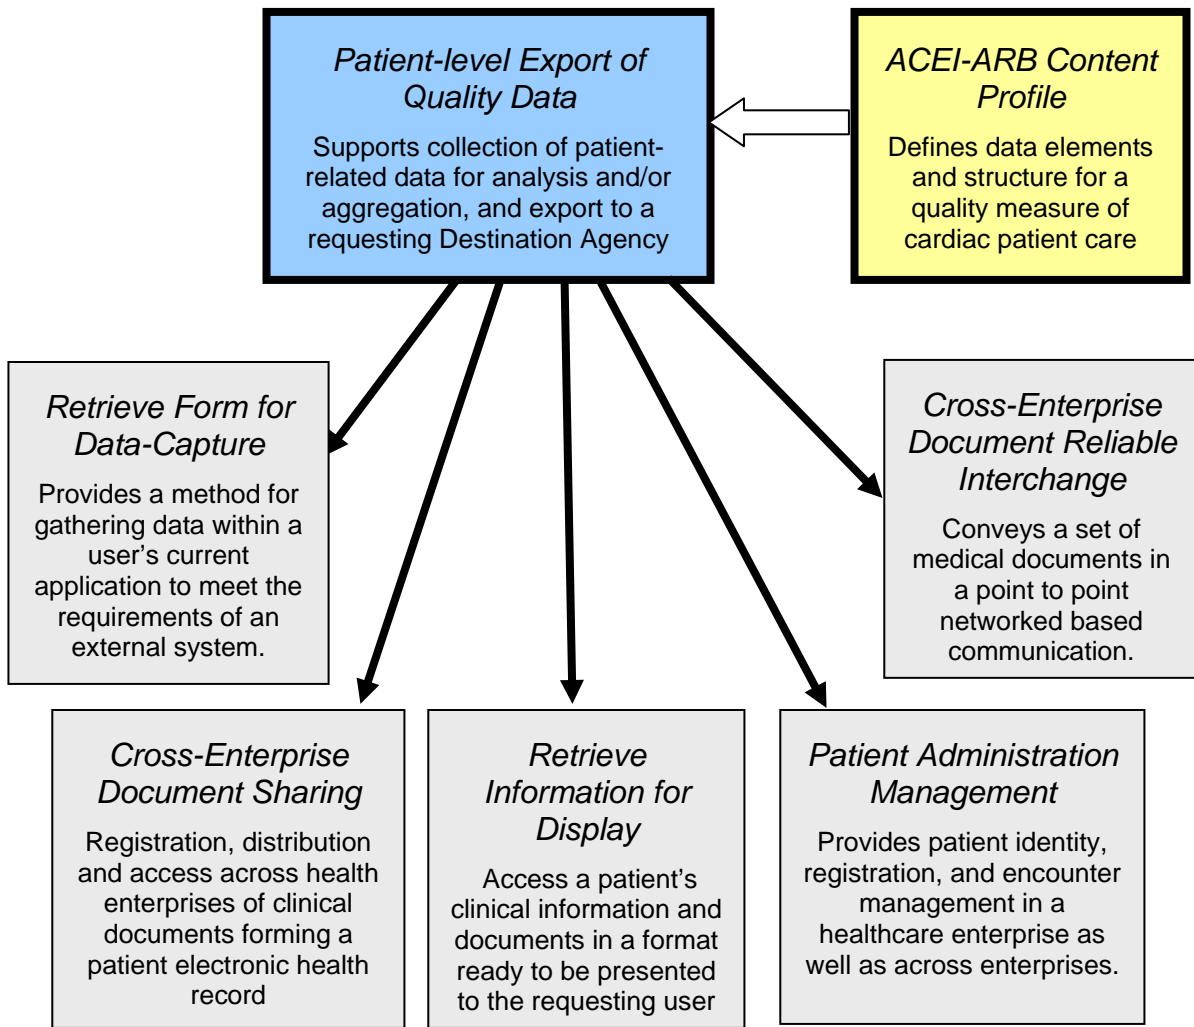 Patient-level Export of
Quality Data
Supports collection of patient-
related data for analysis and/or
aggregation, and export to a
requesting Destination Agency
ACEI-ARB Content
Profile
Defines data elements
and structure for a
quality measure of
cardiac patient care
Retrieve Form for
Data-Capture
Provides a method for
gathering data within a
user’s current
application to meet the
requirements of an
external system.
Cross-Enterprise
Document Reliable
Interchange
Conveys a set of
medical documents in
a point to point
networked based
communication.
Cross-Enterprise
Document Sharing
Registration, distribution
and access across health
enterprises of clinical
documents forming a
patient electronic health
record
Retrieve
Information for
Display
Access a patient’s
clinical information and
documents in a format
ready to be presented
to the requesting user
Patient Administration
Management
Provides patient identity,
registration, and encounter
management in a
healthcare enterprise as
well as across enterprises.